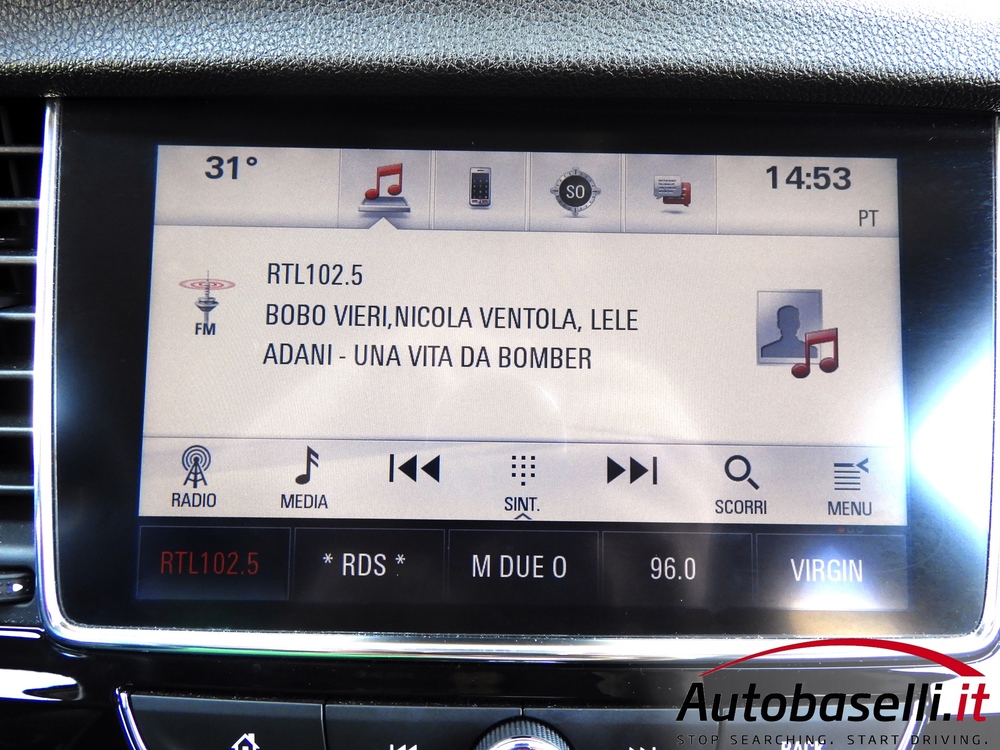 31°
SO
14:53
PT
FM
RTL102.5
BOBO VIERI,NICOLA VENTOLA, LELE
ADANI - UNA VITA DA BOMBER
RADIO
MEDIA
SINT.
SCORRI
MENU
RTL102.5
* RDS *
M DUE O
96.0
VIRGIN
Autobaselli.it
STOP SEARCHING. START DRIVING.